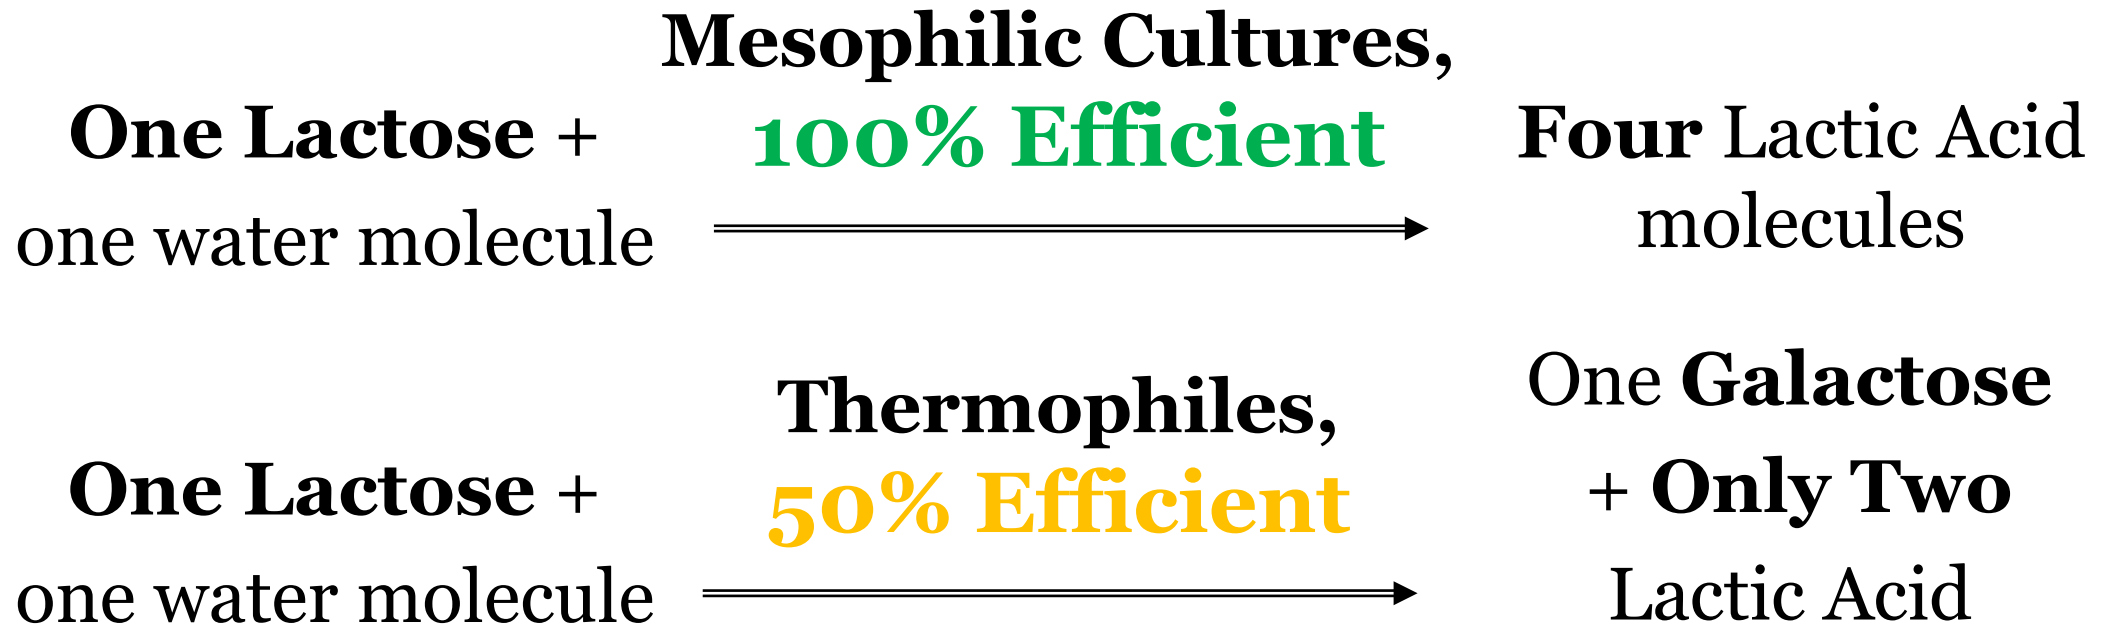 One Lactose +
one water molecule
Mesophilic Cultures,
100% Efficient
Four Lactic Acid
molecules
One Lactose +
one water molecule
Thermophiles,
50% Efficient
One Galactose
+ Only Two
Lactic Acid